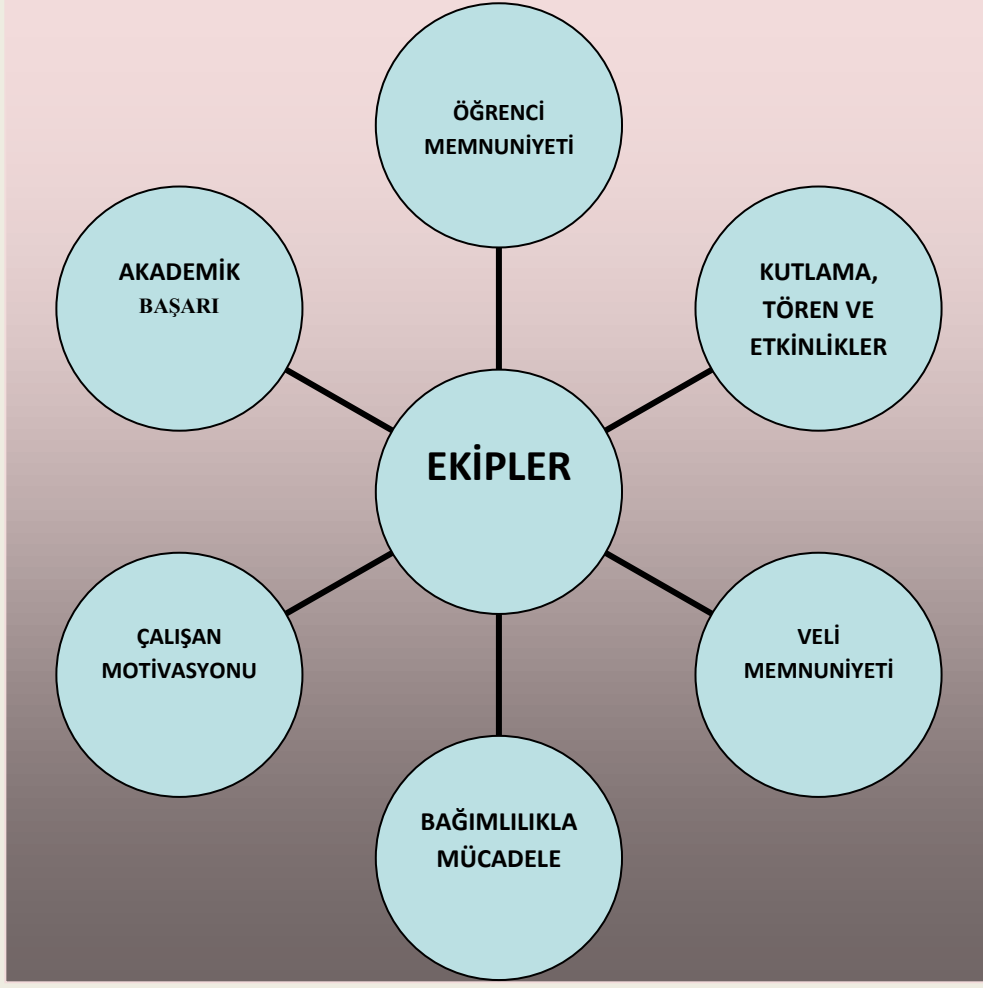 ÖĞRENCİ
MEMNUNİYETİ
AKADEMİK
BAŞARI
KUTLAMA,
TÖREN VE
ETKİNLİKLER
EKİPLER
ÇALIŞAN
MOTİVASYONU
VELİ
MEMNUNİYETİ
BAĞIMLILIKLA
MÜCADELE